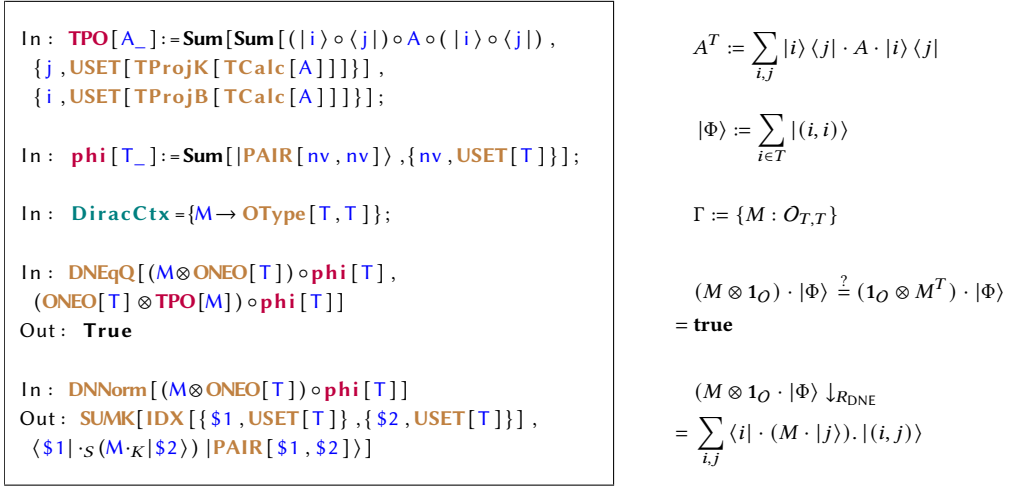 In: TPO[A_]:=Sum[Sum[(|i⟩∘⟨j|)∘A∘(|i⟩∘⟨j|),
{j,USET[TProjK[TCalc[A]]]}],
{i,USET[TProjB[TCalc[A]]]}];
In: phi[T_]:=Sum[|PAIR[nv,nv]⟩,{nv,USET[T]}];
In: DiracCtx={M→OType[T,T]};
In: DNEqQ[(M⊗ONEO[T])∘phi[T],
(ONEO[T]⊗TPO[M])∘phi[T]]
Out: True
In: DNNorm[(M⊗ONEO[T])∘phi[T]]
Out: SUMK[IDX[{$1,USET[T]},{$2,USET[T]}],
⟨$1|·_S(M·_K|$2⟩)|PAIR[$1,$2]⟩]
A^T := ∑_{i,j} |i⟩⟨j| · A · |i⟩⟨j|
|Φ⟩ := ∑_{i∈T} |(i,i)⟩
Γ := {M : 𝒪_{T,T}}
(M ⊗ 1_𝒪) · |Φ⟩ ≟ (1_𝒪 ⊗ M^T) · |Φ⟩
= true
(M ⊗ 1_𝒪 · |Φ⟩ ↓_{R_DNE}
= ∑_{i,j} ⟨i| · (M · |j⟩). |(i,j)⟩